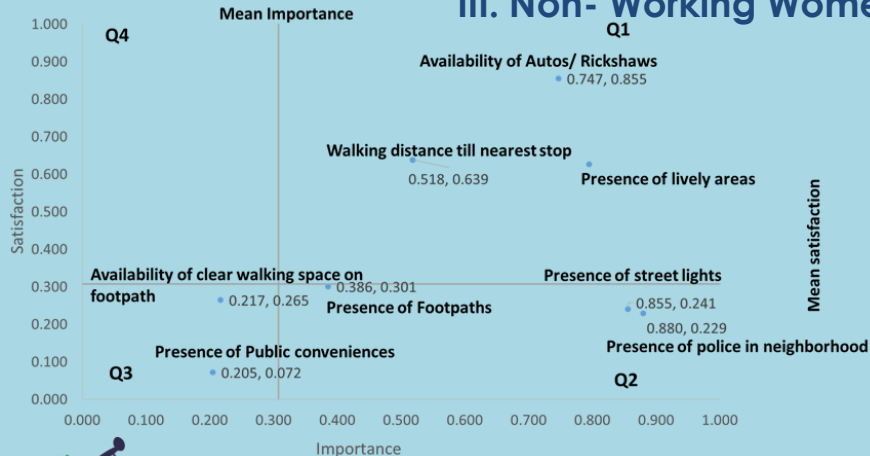 III. Non- Working Wome
Mean Importance
Q4
Q1
Availability of Autos/ Rickshaws
0.747, 0.855
Walking distance till nearest stop
0.518, 0.639
Presence of lively areas
Availability of clear walking space on
footpath
0.217, 0.265
0.386, 0.301
Presence of Footpaths
Presence of street lights
0.855, 0.241
0.880, 0.229
Presence of police in neighborhood
Presence of Public conveniences
0.205, 0.072
Q3
Q2
Mean satisfaction
Satisfaction
1.000
0.900
0.800
0.700
0.600
0.500
0.400
0.300
0.200
0.100
0.000
0.000 0.100 0.200 0.300 0.400 0.500 0.600 0.700 0.800 0.900 1.000
Importance